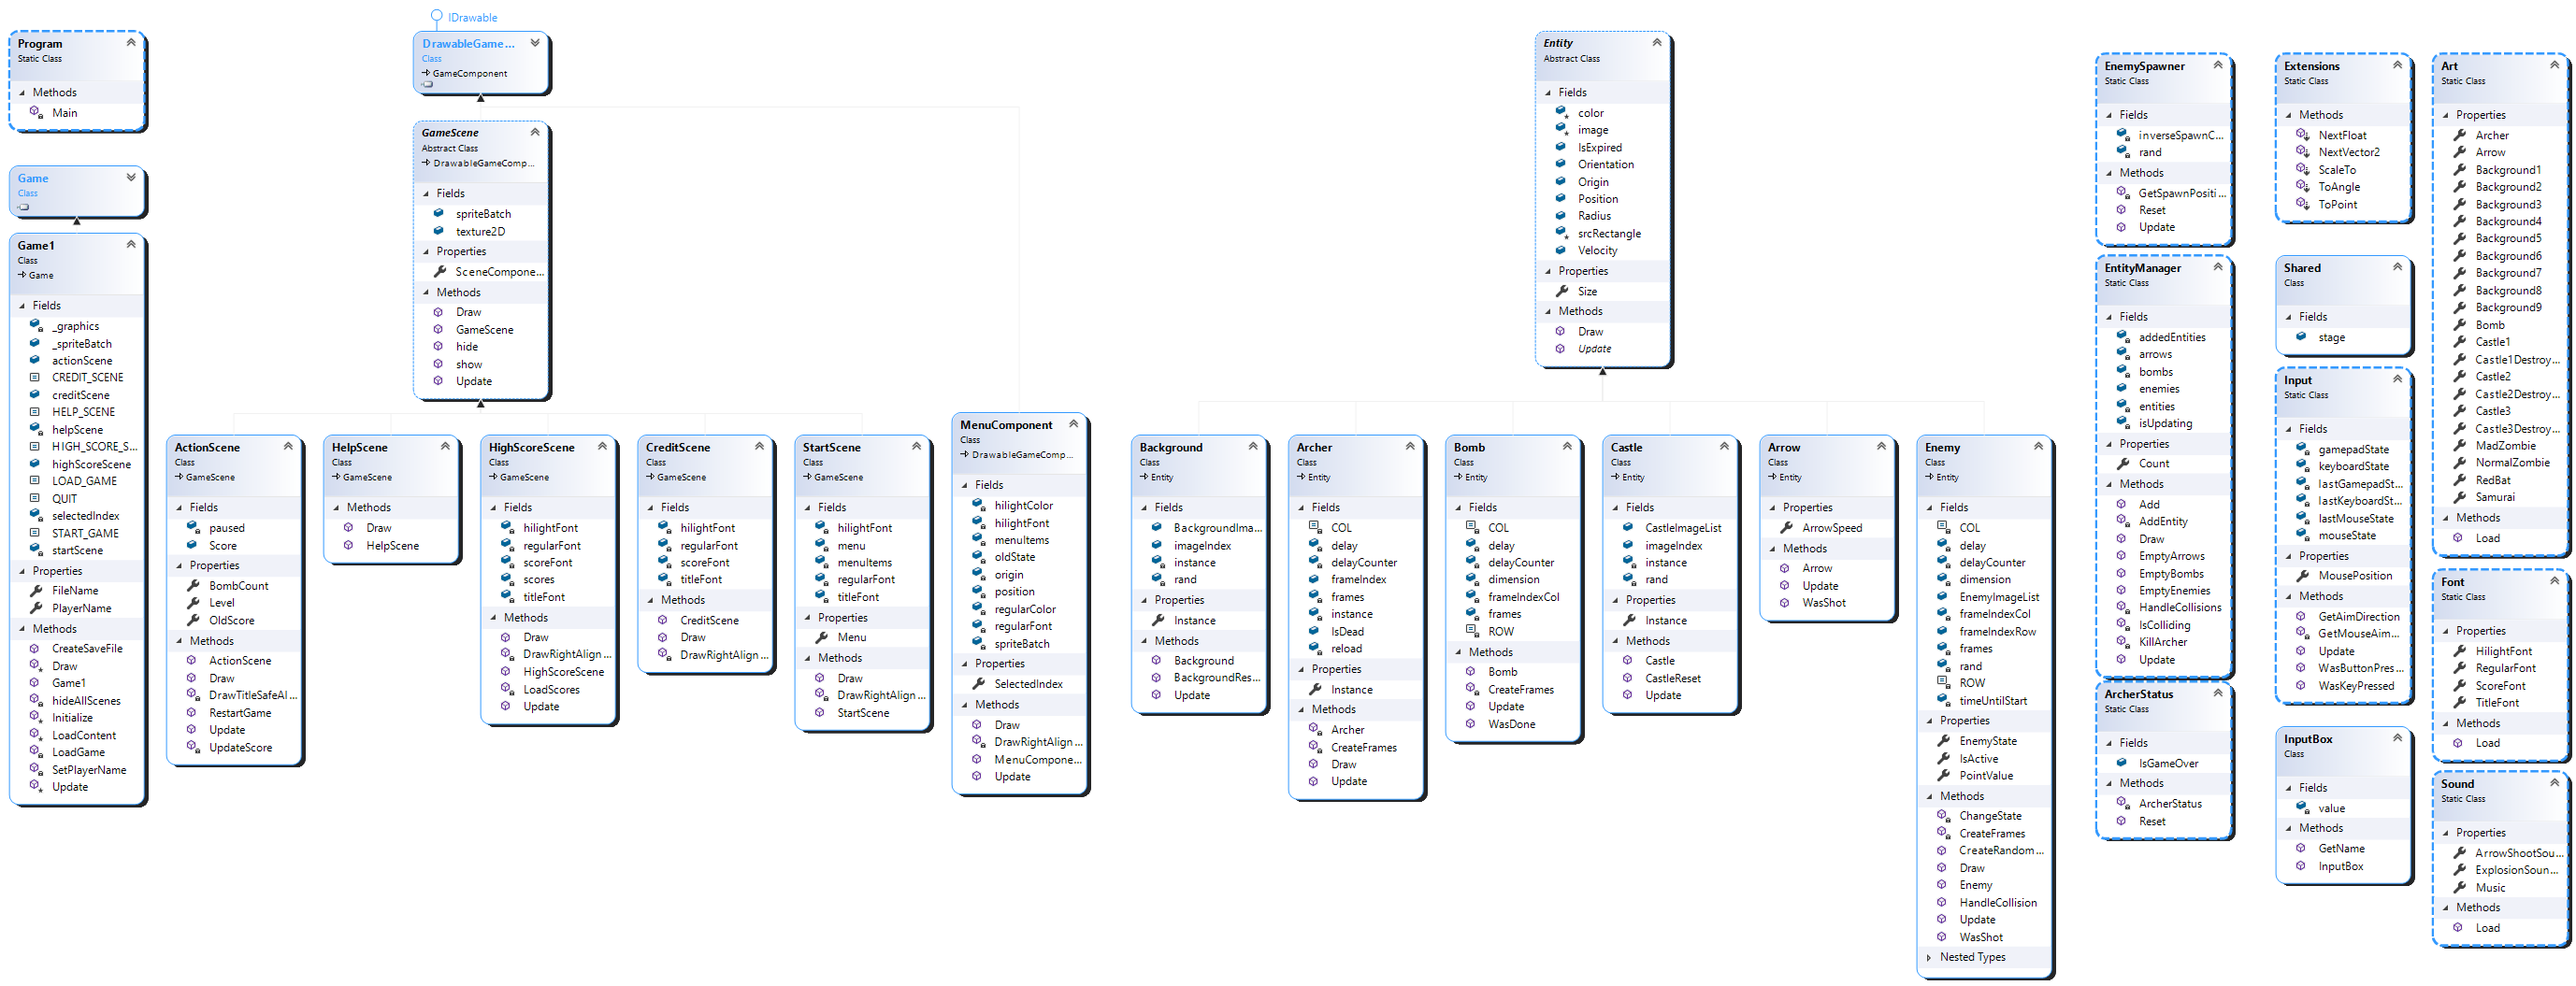 Program
Static Class
Methods
Main
Game
Class
Game1
Class
Game
Fields
_graphics
_spriteBatch
actionScene
CREDIT_SCENE
creditScene
HELP_SCENE
helpScene
HIGH_SCORE_S...
highScoreScene
LOAD_GAME
QUIT
selectedIndex
START_GAME
startScene
Properties
FileName
PlayerName
Methods
CreateSaveFile
Draw
Game1
hideAllScenes
Initialize
LoadContent
LoadGame
SetPlayerName
Update
IDrawable
DrawableGame...
Class
GameComponent
GameScene
Abstract Class
DrawableGameComp...
Fields
spriteBatch
texture2D
Properties
SceneCompone...
Methods
Draw
GameScene
hide
show
Update
ActionScene
Class
GameScene
Fields
paused
Score
Properties
BombCount
Level
OldScore
Methods
ActionScene
Draw
DrawTitleSafeAl...
RestartGame
Update
UpdateScore
HelpScene
Class
GameScene
Methods
Draw
HelpScene
HighScoreScene
Class
GameScene
Fields
hilightFont
regularFont
scoreFont
scores
titleFont
Methods
Draw
DrawRightAlign...
HighScoreScene
LoadScores
Update
CreditScene
Class
GameScene
Fields
hilightFont
regularFont
scoreFont
titleFont
Methods
CreditScene
Draw
DrawRightAlign...
StartScene
Class
GameScene
Fields
hilightFont
menu
menuItems
regularFont
titleFont
Properties
Menu
Methods
Draw
DrawRightAlign...
StartScene
MenuComponent
Class
DrawableGameComp...
Fields
hilightColor
hilightFont
menuItems
oldState
origin
position
regularColor
regularFont
spriteBatch
Properties
SelectedIndex
Methods
Draw
DrawRightAlign...
MenuCompone...
Update
Entity
Abstract Class
Fields
color
image
IsExpired
Orientation
Origin
Position
Radius
srcRectangle
Velocity
Properties
Size
Methods
Draw
Update
Background
Class
Entity
Fields
BackgroundIma...
imageIndex
instance
rand
Properties
Instance
Methods
Background
BackgroundRes...
Update
Archer
Class
Entity
Fields
COL
delay
delayCounter
frameIndex
frames
instance
IsDead
reload
Properties
Instance
Methods
Archer
CreateFrames
Draw
Update
Bomb
Class
Entity
Fields
COL
delay
delayCounter
dimension
frameIndexCol
frames
ROW
Methods
Bomb
CreateFrames
Update
WasDone
Castle
Class
Entity
Fields
CastleImageList
imageIndex
instance
rand
Properties
Instance
Methods
Castle
CastleReset
Update
Arrow
Class
Entity
Properties
ArrowSpeed
Methods
Arrow
Update
WasShot
Enemy
Class
Entity
Fields
COL
delay
delayCounter
dimension
EnemyImageList
frameIndexCol
frameIndexRow
frames
rand
ROW
timeUntilStart
Properties
EnemyState
IsActive
PointValue
Methods
ChangeState
CreateFrames
CreateRandom...
Draw
Enemy
HandleCollision
Update
WasShot
Nested Types
EnemySpawner
Static Class
Fields
inverseSpawnC...
rand
Methods
GetSpawnPositi...
Reset
Update
EntityManager
Static Class
Fields
addedEntities
arrows
bombs
enemies
entities
isUpdating
Properties
Count
Methods
Add
AddEntity
Draw
EmptyArrows
EmptyBombs
EmptyEnemies
HandleCollisions
IsColliding
KillArcher
Update
ArcherStatus
Static Class
Fields
IsGameOver
Methods
ArcherStatus
Reset
Extensions
Static Class
Methods
NextFloat
NextVector2
ScaleTo
ToAngle
ToPoint
Shared
Class
Fields
stage
Input
Static Class
Fields
gamepadState
keyboardState
lastGamepadSt...
lastKeyboardSt...
lastMouseState
mouseState
Properties
MousePosition
Methods
GetAimDirection
GetMouseAim...
Update
WasButtonPres...
WasKeyPressed
InputBox
Class
Fields
value
Methods
GetName
InputBox
Art
Static Class
Properties
Archer
Arrow
Background1
Background2
Background3
Background4
Background5
Background6
Background7
Background8
Background9
Bomb
Castle1
Castle1Destroy...
Castle2
Castle2Destroy...
Castle3
Castle3Destroy...
MadZombie
NormalZombie
RedBat
Samurai
Methods
Load
Font
Static Class
Properties
HilightFont
RegularFont
ScoreFont
TitleFont
Methods
Load
Sound
Static Class
Properties
ArrowShootSou...
ExplosionSoun...
Music
Methods
Load